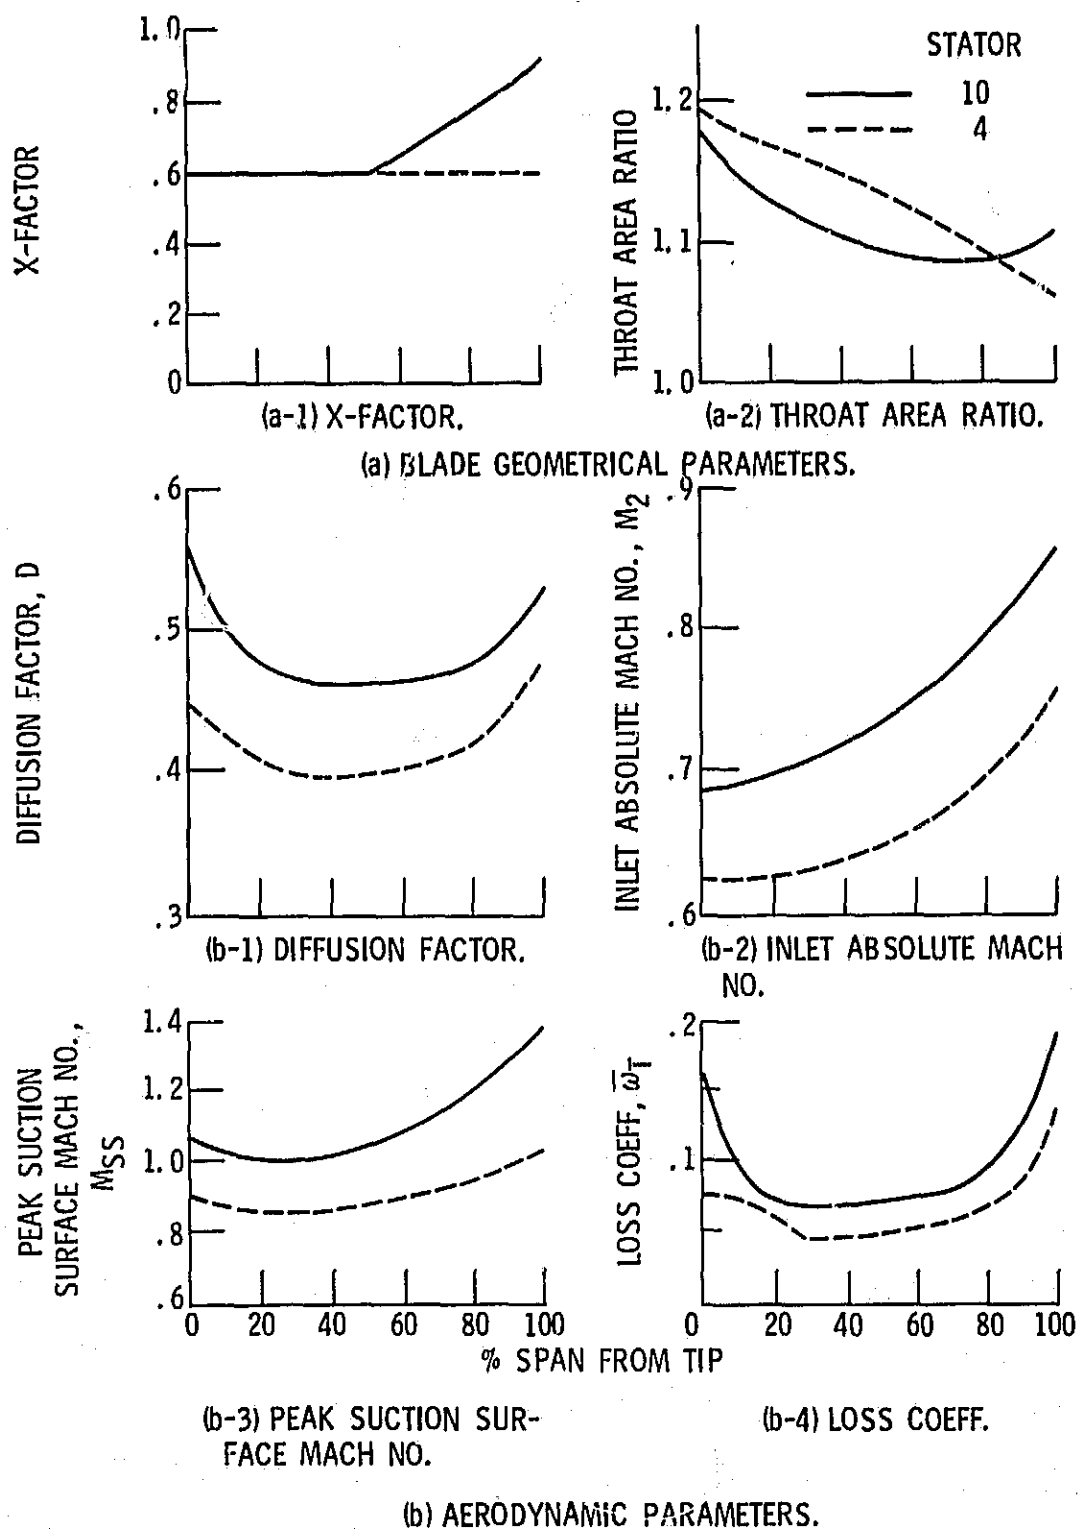 STATOR
10
4
X-FACTOR
1.0
.8
.6
.4
.2
0
(a-1) X-FACTOR.
THROAT AREA RATIO
1.2
1.1
1.0
(a-2) THROAT AREA RATIO.
(a) BLADE GEOMETRICAL PARAMETERS.
DIFFUSION FACTOR, D
.6
.5
.4
.3
(b-1) DIFFUSION FACTOR.
INLET ABSOLUTE MACH NO., M2
.9
.8
.7
.6
(b-2) INLET ABSOLUTE MACH
NO.
PEAK SUCTION
SURFACE MACH NO.,
MSS
1.4
1.2
1.0
.8
.6
0 20 40 60 80 100
LOSS COEFF, ω̄T
.2
.1
0 20 40 60 80 100
% SPAN FROM TIP
(b-3) PEAK SUCTION SUR-
FACE MACH NO.
(b-4) LOSS COEFF.
(b) AERODYNAMIC PARAMETERS.